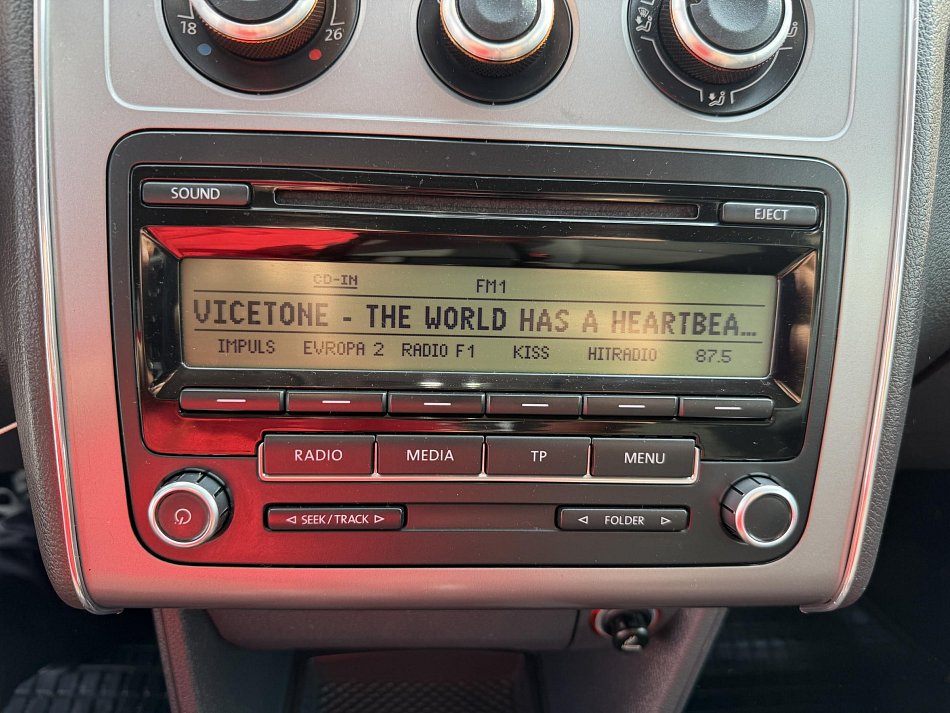 18 26
SOUND
EJECT
CD-IN FM1
VICETONE - THE WORLD HAS A HEARTBEA...
IMPULS EVROPA 2 RADIO F1 KISS HITRADIO 87.5
RADIO MEDIA TP MENU
◁ SEEK/TRACK ▷ ◁ FOLDER ▷